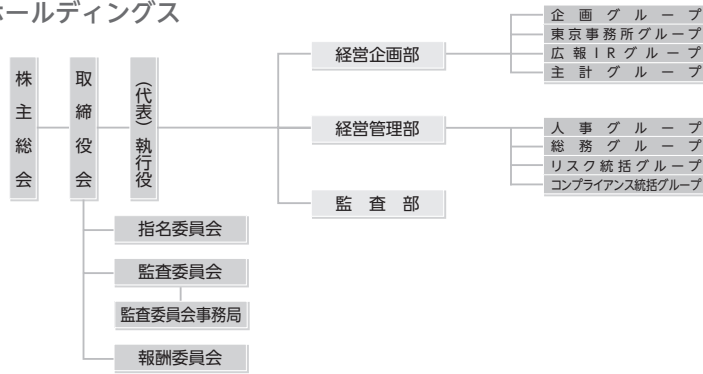 ホールディングス
株主総会
取締役会
(代表)執行役
経営企画部
企画グループ
東京事務所グループ
広報IRグループ
主計グループ
経営管理部
人事グループ
総務グループ
リスク統括グループ
コンプライアンス統括グループ
監査部
指名委員会
監査委員会
監査委員会事務局
報酬委員会